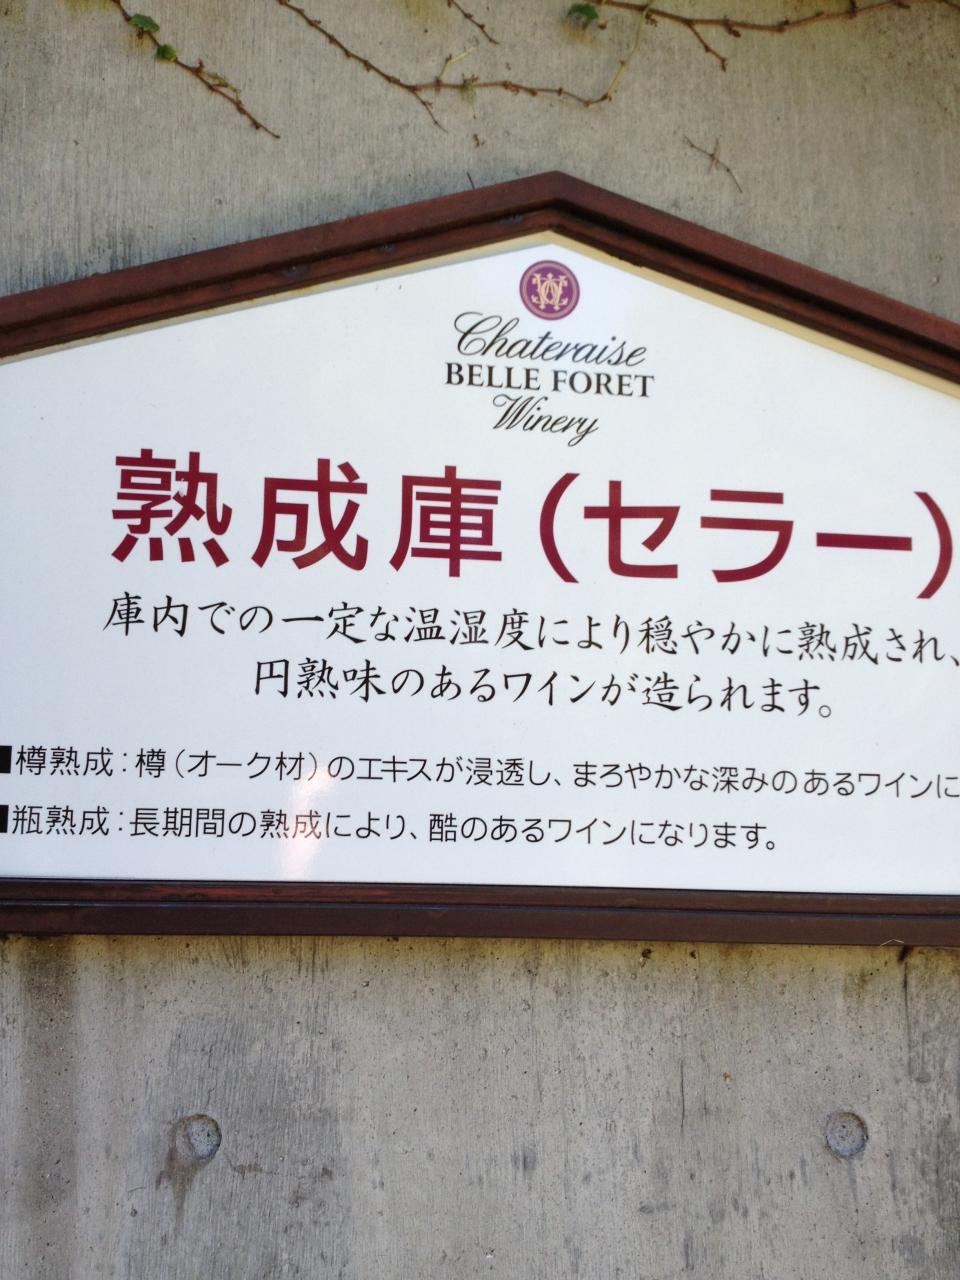 Chateraise
BELLE FORET
Winery
熟成庫(セラー)
庫内での一定な温湿度により穏やかに熟成され、
円熟味のあるワインが造られます。
■樽熟成:樽(オーク材)のエキスが浸透し、まろやかな深みのあるワインに
■瓶熟成:長期間の熟成により、酷のあるワインになります。